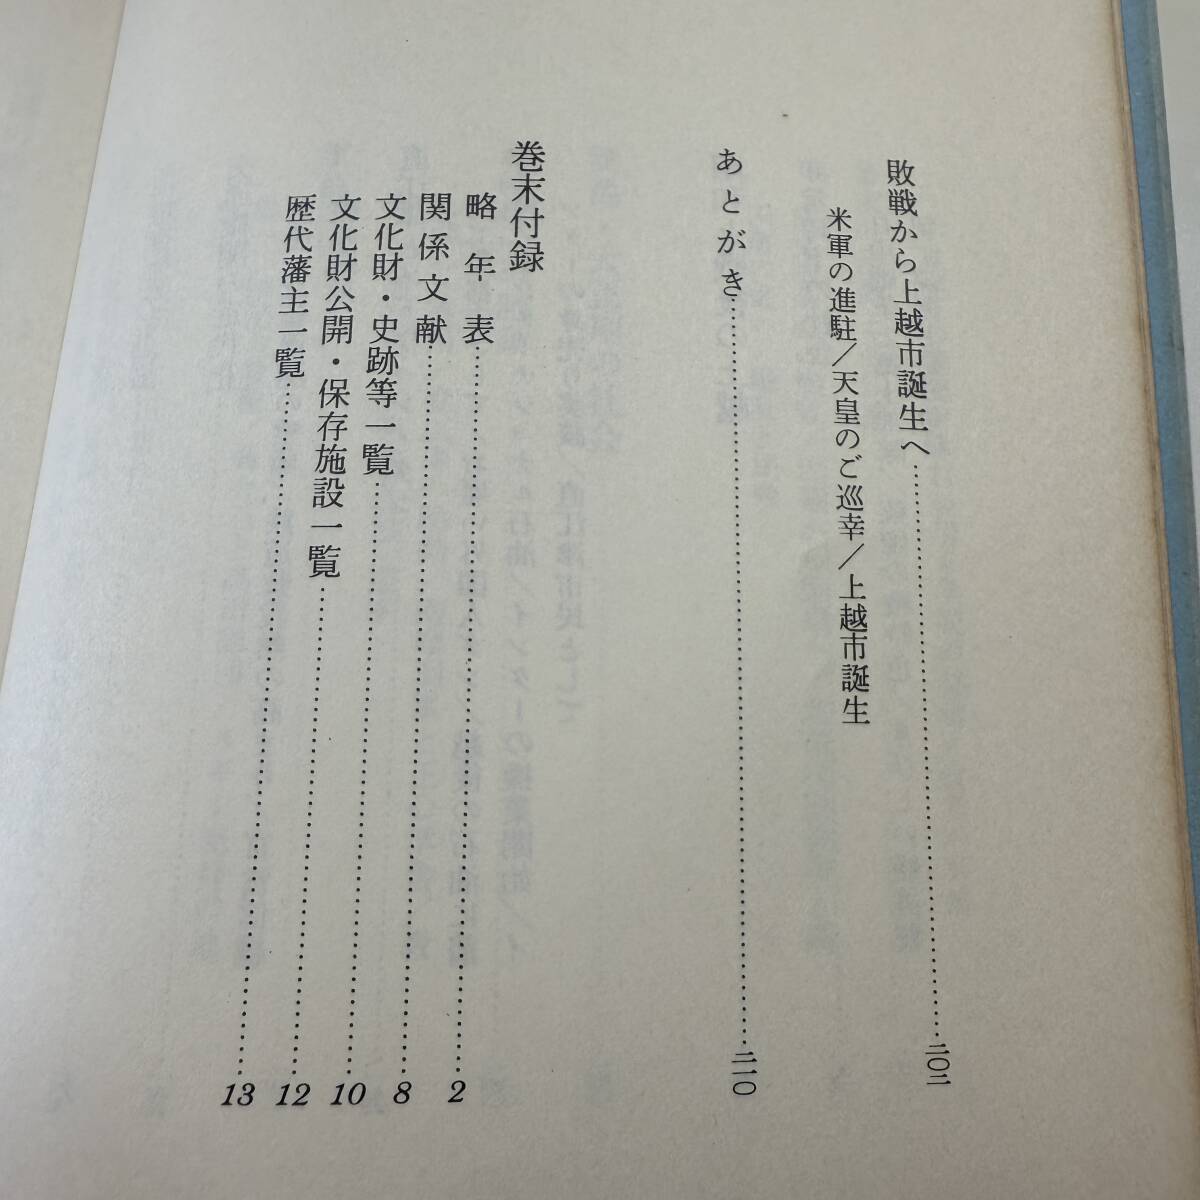 敗戦から上越市誕生へ……………………二〇二
米軍の進駐／天皇のご巡幸／上越市誕生
あとがき……………………二一〇
巻末付録
略年表……………………2
関係文献……………………8
文化財・史跡等一覧……………………10
文化財公開・保存施設一覧……………………12
歴代藩主一覧……………………13